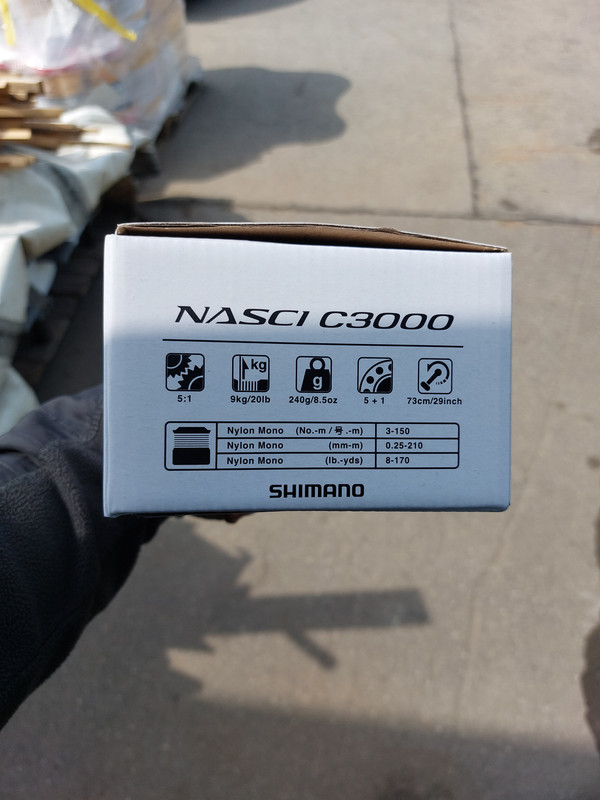 NASCI C3000
kg
g
5:1
9kg/20lb
240g/8.5oz
5 + 1
73cm/29inch
Nylon Mono (No.-m / 号.-m) 3-150
Nylon Mono (mm-m) 0.25-210
Nylon Mono (lb.-yds) 8-170
SHIMANO